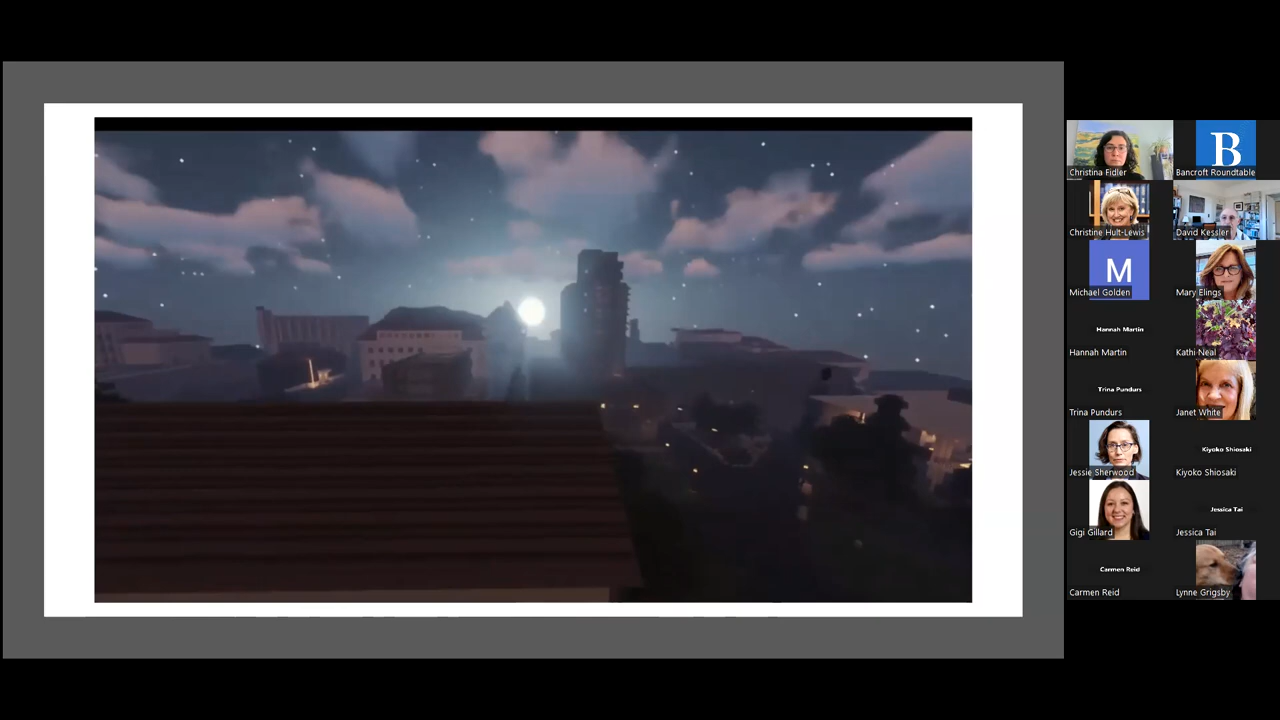 Christina Fidler
B
Bancroft Roundtable
Christine Hult-Lewis
David Kessler
M
Michael Golden
Mary Elings
Hannah Martin
Hannah Martin
Kathi Neal
Trina Pundurs
Trina Pundurs
Janet White
Jessie Sherwood
Kiyoko Shiosaki
Kiyoko Shiosaki
Gigi Gillard
Jessica Tai
Jessica Tai
Carmen Reid
Carmen Reid
Lynne Grigsby